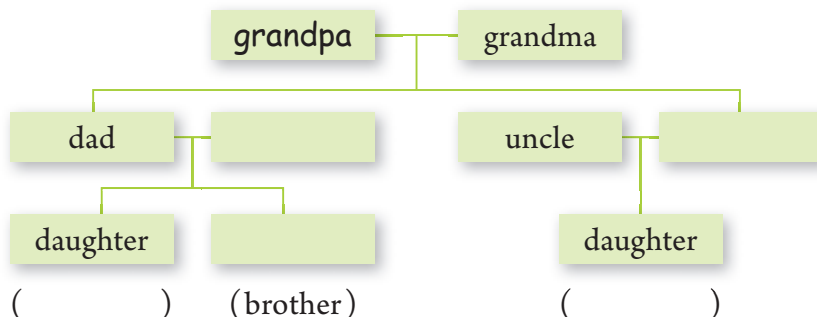 grandpa grandma
dad uncle
daughter daughter
( ) (brother) ( )